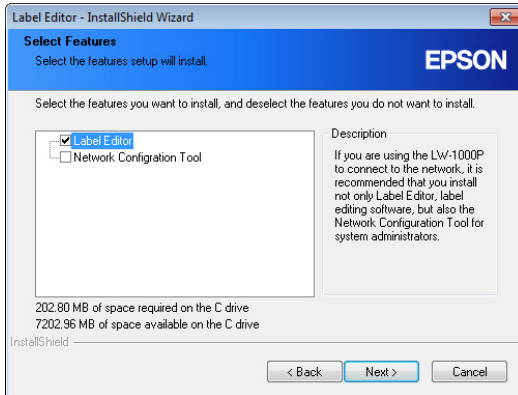 Label Editor - InstallShield Wizard
Select Features
Select the features setup will install.
EPSON
Select the features you want to install, and deselect the features you do not want to install.
Label Editor
Network Configration Tool
Description
If you are using the LW-1000P
to connect to the network, it is
recommended that you install
not only Label Editor, label
editing software, but also the
Network Configuration Tool for
system administrators.
202.80 MB of space required on the C drive
7202.96 MB of space available on the C drive
InstallShield
< Back
Next >
Cancel